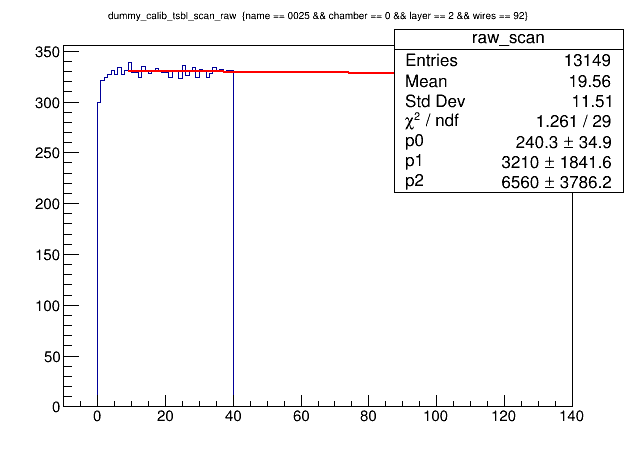 dummy_calib_tsbl_scan_raw {name == 0025 && chamber == 0 && layer == 2 && wires == 92}
raw_scan
Entries 13149
Mean 19.56
Std Dev 11.51
χ² / ndf 1.261 / 29
p0 240.3 ± 34.9
p1 3210 ± 1841.6
p2 6560 ± 3786.2
350
300
250
200
150
100
50
0
0 20 40 60 80 100 120 140